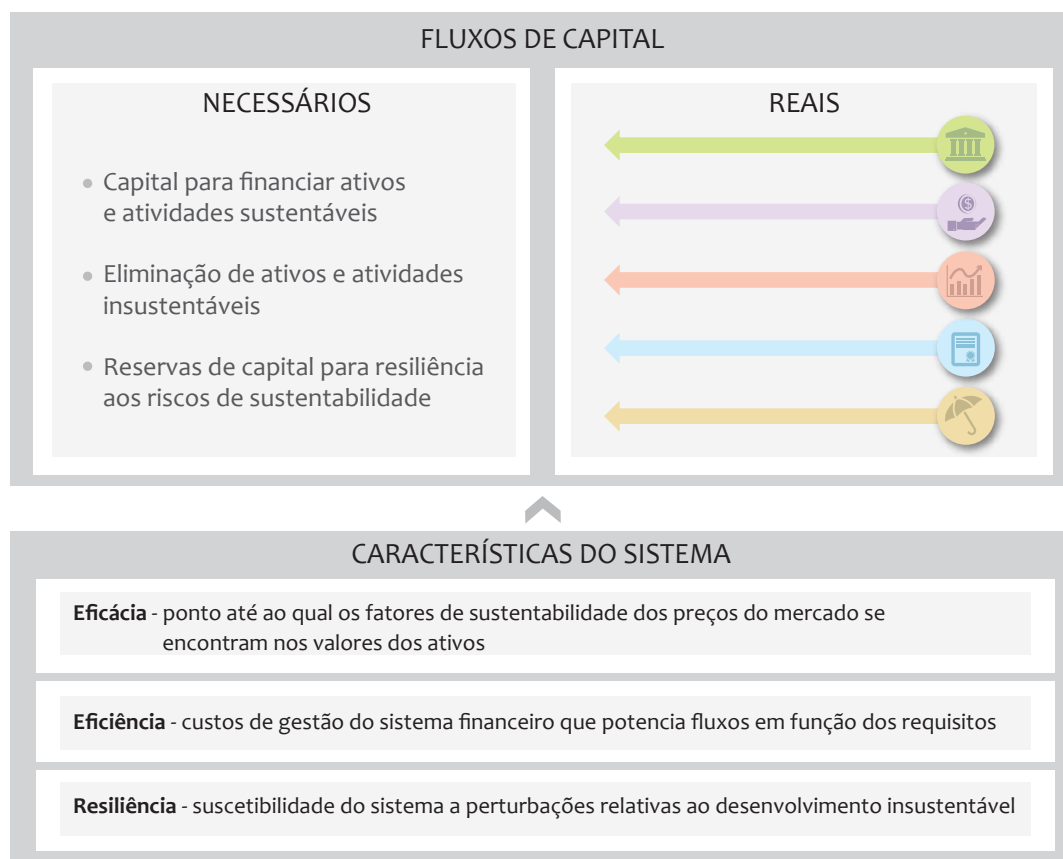 FLUXOS DE CAPITAL
NECESSÁRIOS
Capital para financiar ativos
e atividades sustentáveis
Eliminação de ativos e atividades
insustentáveis
Reservas de capital para resiliência
aos riscos de sustentabilidade
REAIS
CARACTERÍSTICAS DO SISTEMA
Eficácia - ponto até ao qual os fatores de sustentabilidade dos preços do mercado se
encontram nos valores dos ativos
Eficiência - custos de gestão do sistema financeiro que potencia fluxos em função dos requisitos
Resiliência - suscetibilidade do sistema a perturbações relativas ao desenvolvimento insustentável